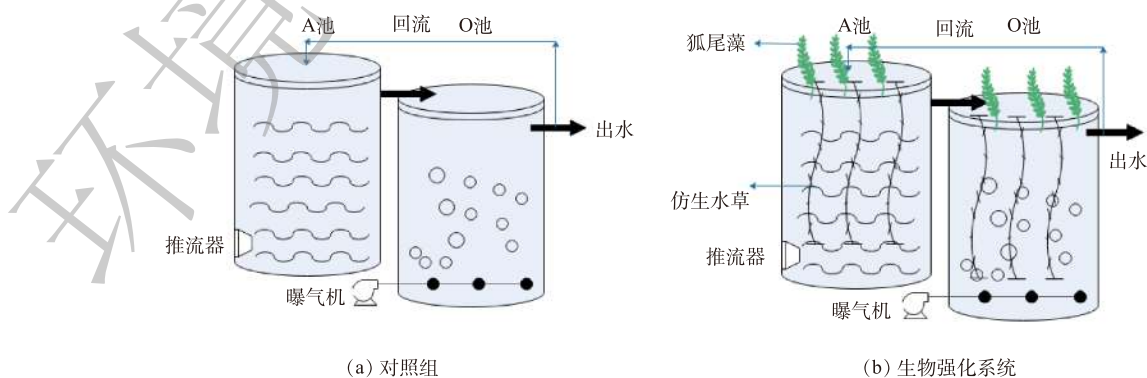 环境
A池
回流
O池
出水
推流器
曝气机
(a) 对照组
狐尾藻
A池
回流
O池
出水
仿生水草
推流器
曝气机
(b) 生物强化系统